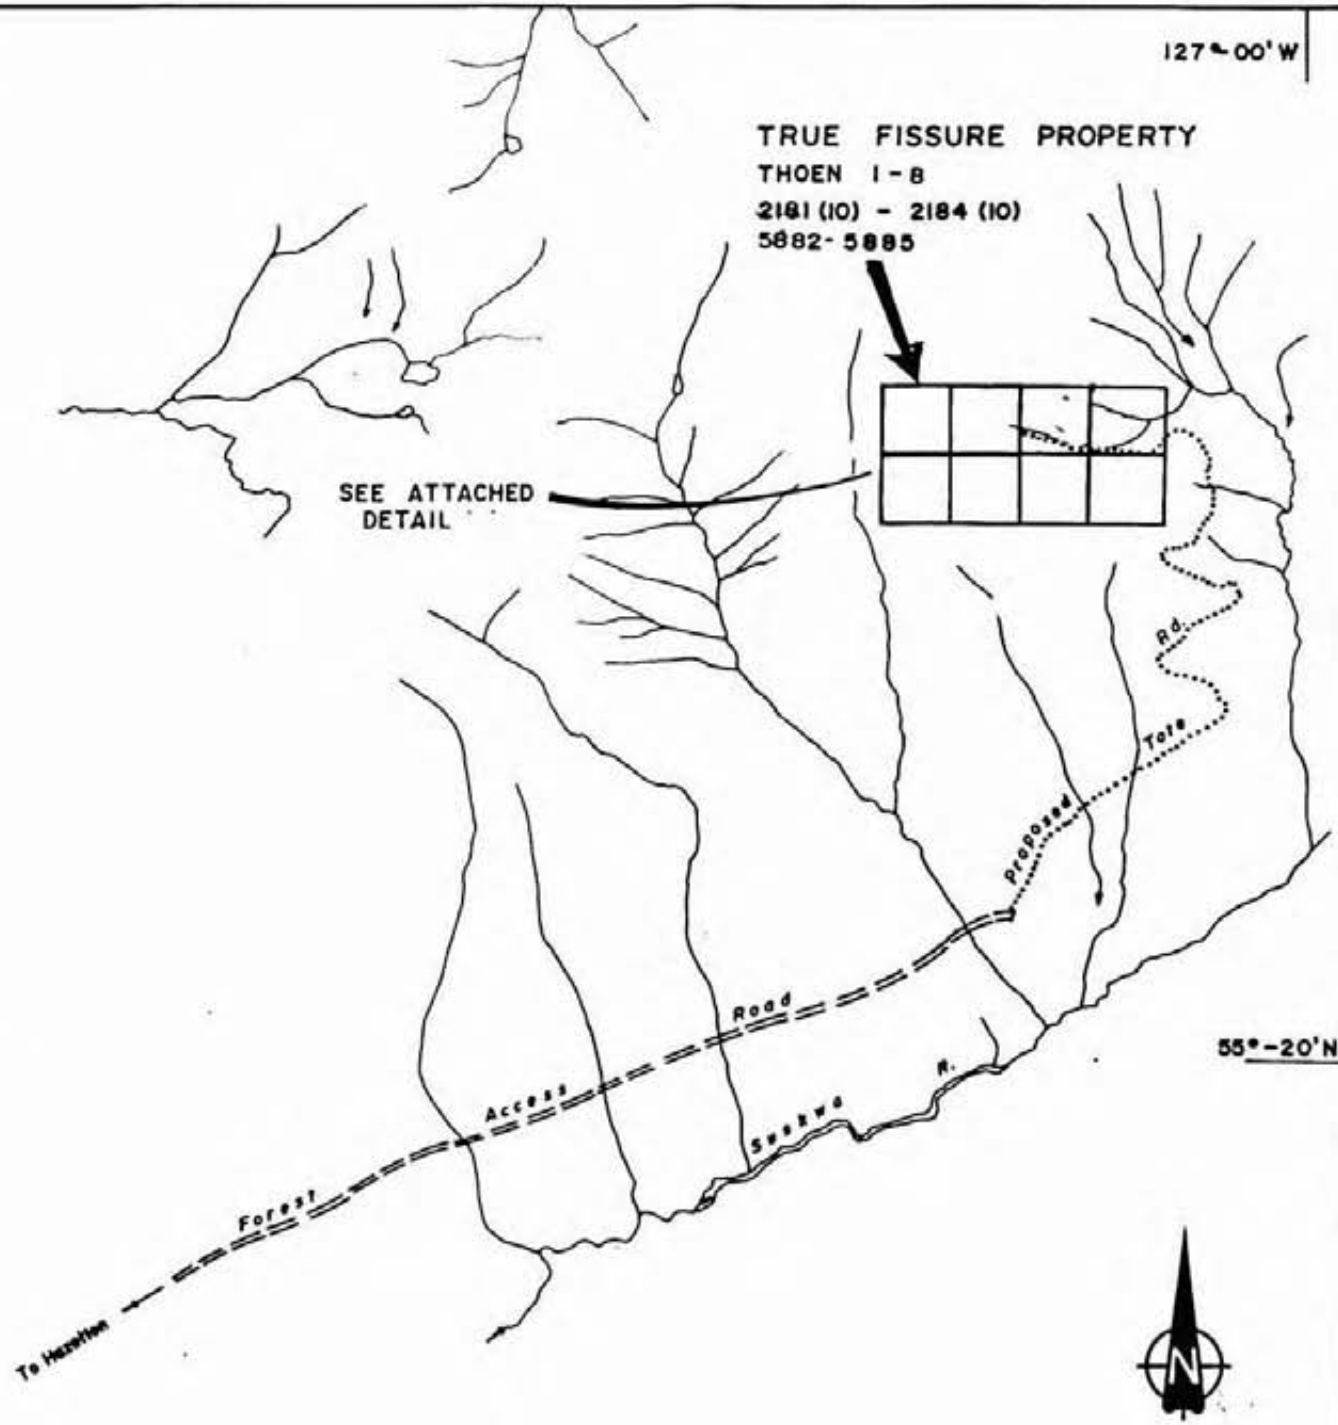 127°-00'W
TRUE FISSURE PROPERTY
THOEN 1-8
2181 (10) - 2184 (10)
5882-5885
SEE ATTACHED
DETAIL
Rd.
Tote
Proposed
Road
55°-20'N
R.
Access
Suskwa
Forest
To Hazelton
N